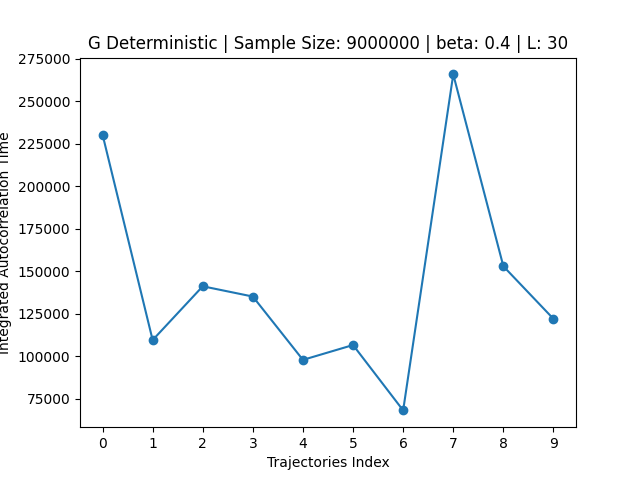 G Deterministic | Sample Size: 9000000 | beta: 0.4 | L: 30
275000
250000
225000
200000
175000
150000
125000
100000
75000
Integrated Autocorrelation Time
0 1 2 3 4 5 6 7 8 9
Trajectories Index